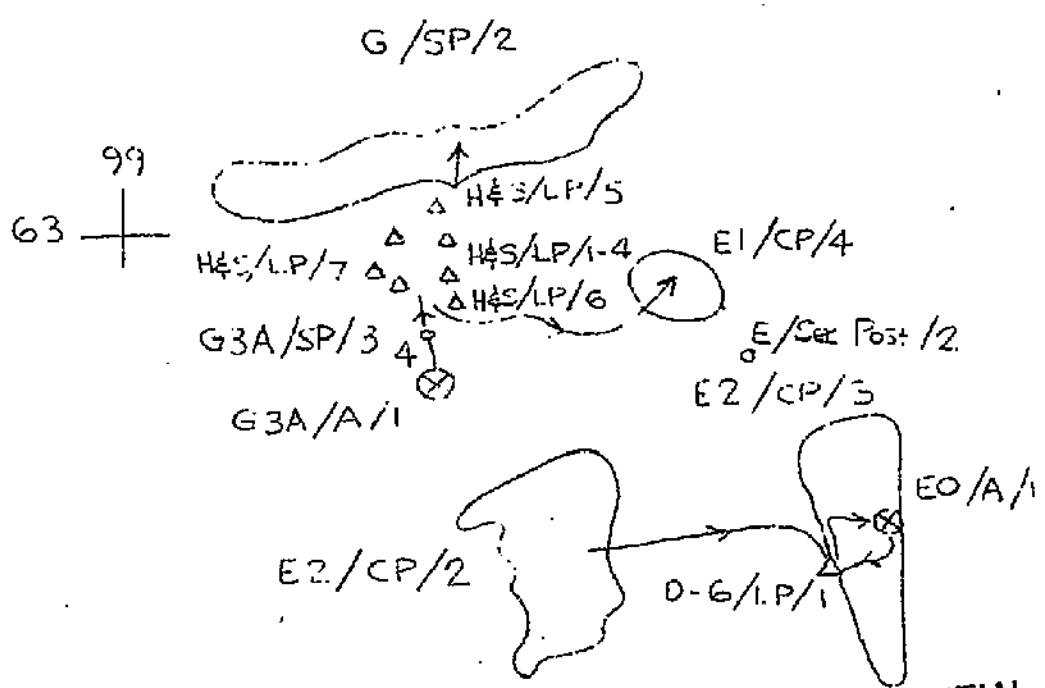 G/SP/2
99
63
H&S/LP/5
H&S/LP/7
H&S/LP/1-4
E1/CP/4
H&S/LP/6
G3A/SP/3
4
E/Sec Post/2
E2/CP/3
G3A/A/1
E0/A/1
E2/CP/2
D-6/LP/1